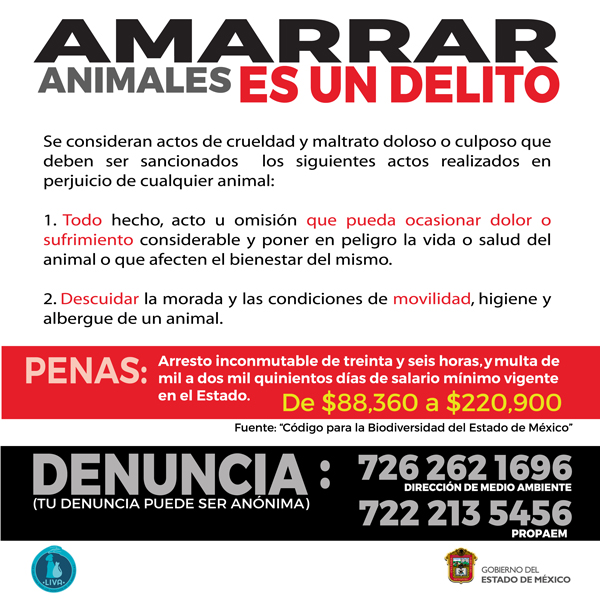 AMARRAR
ANIMALES ES UN DELITO
Se consideran actos de crueldad y maltrato doloso o culposo que
deben ser sancionados los siguientes actos realizados en
perjuicio de cualquier animal:
1. Todo hecho, acto u omisión que pueda ocasionar dolor o
sufrimiento considerable y poner en peligro la vida o salud del
animal o que afecten el bienestar del mismo.
2. Descuidar la morada y las condiciones de movilidad, higiene y
albergue de un animal.
PENAS:
Arresto inconmutable de treinta y seis horas, y multa de
mil a dos mil quinientos días de salario mínimo vigente
en el Estado. De $88,360 a $220,900
Fuente: “Código para la Biodiversidad del Estado de México”
DENUNCIA :
(TU DENUNCIA PUEDE SER ANÓNIMA)
726 262 1696
DIRECCIÓN DE MEDIO AMBIENTE
722 213 5456
PROPAEM
LIVA
GOBIERNO DEL
ESTADO DE MÉXICO